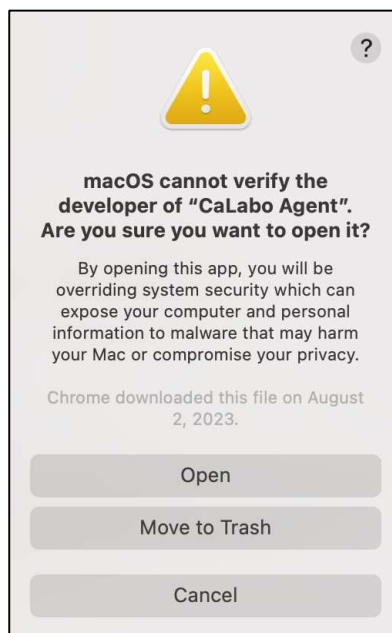 ?
macOS cannot verify the
developer of “CaLabo Agent”.
Are you sure you want to open it?
By opening this app, you will be
overriding system security which can
expose your computer and personal
information to malware that may harm
your Mac or compromise your privacy.
Chrome downloaded this file on August
2, 2023.
Open
Move to Trash
Cancel